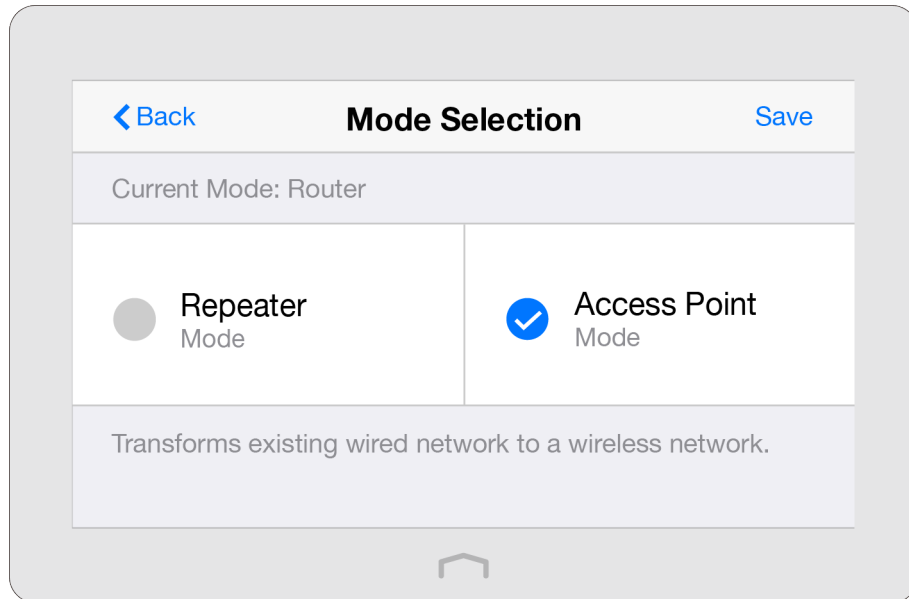 Back Mode Selection Save
Current Mode: Router
Repeater
Mode
Access Point
Mode
Transforms existing wired network to a wireless network.